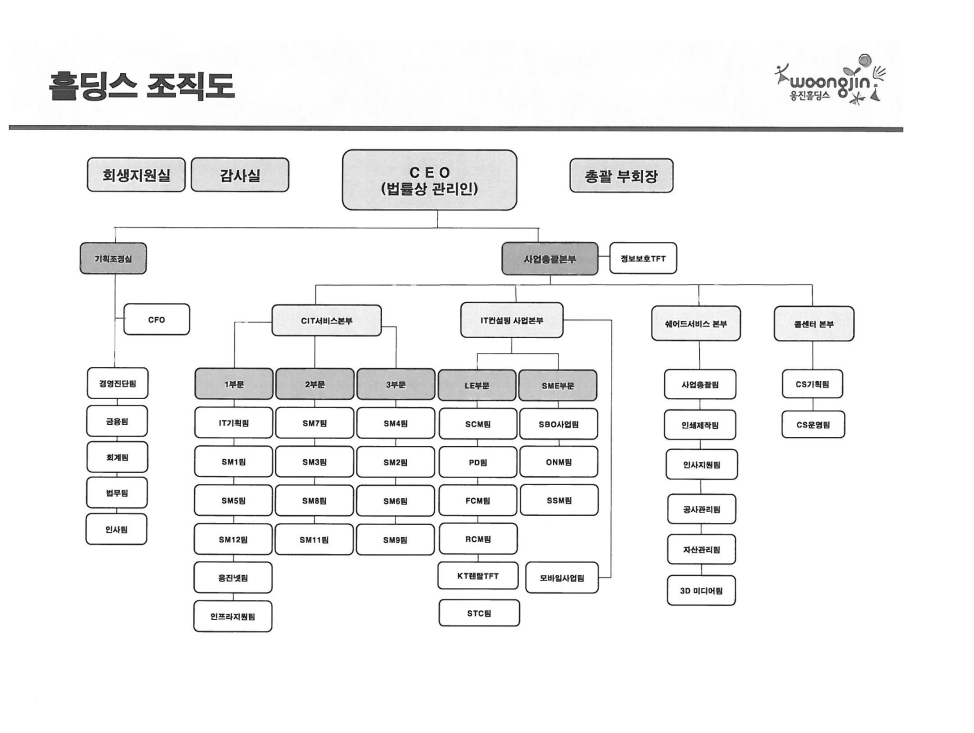 홀딩스 조직도
woongjin
웅진홀딩스
회생지원실
감사실
CEO
(법률상 관리인)
총괄 부회장
기획조정실
사업총괄본부
정보보호TFT
CFO
CIT서비스본부
IT컨설팅 사업본부
쉐어드서비스 본부
콜센터 본부
경영진단팀
1부문
2부문
3부문
LE부문
SME부문
사업총괄팀
CS기획팀
금융팀
IT기획팀
SM7팀
SM4팀
SCM팀
SBO사업팀
인쇄제작팀
CS운영팀
회계팀
SM1팀
SM3팀
SM2팀
PD팀
ONM팀
인사지원팀
법무팀
SM5팀
SM8팀
SM6팀
FCM팀
SSM팀
공사관리팀
인사팀
SM12팀
SM11팀
SM9팀
RCM팀
자산관리팀
웅진넷팀
KT렌탈TFT
모바일사업팀
3D 미디어팀
인프라지원팀
STC팀